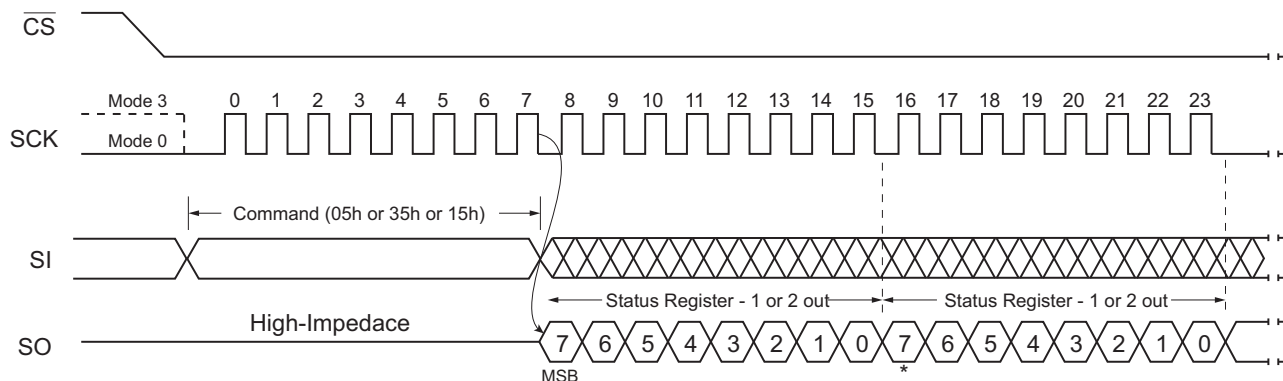 CS
Mode 3
0 1 2 3 4 5 6 7 8 9 10 11 12 13 14 15 16 17 18 19 20 21 22 23
SCK
Mode 0
Command (05h or 35h or 15h)
SI
Status Register - 1 or 2 out
Status Register - 1 or 2 out
High-Impedace
SO
7 6 5 4 3 2 1 0 7 6 5 4 3 2 1 0
MSB
*